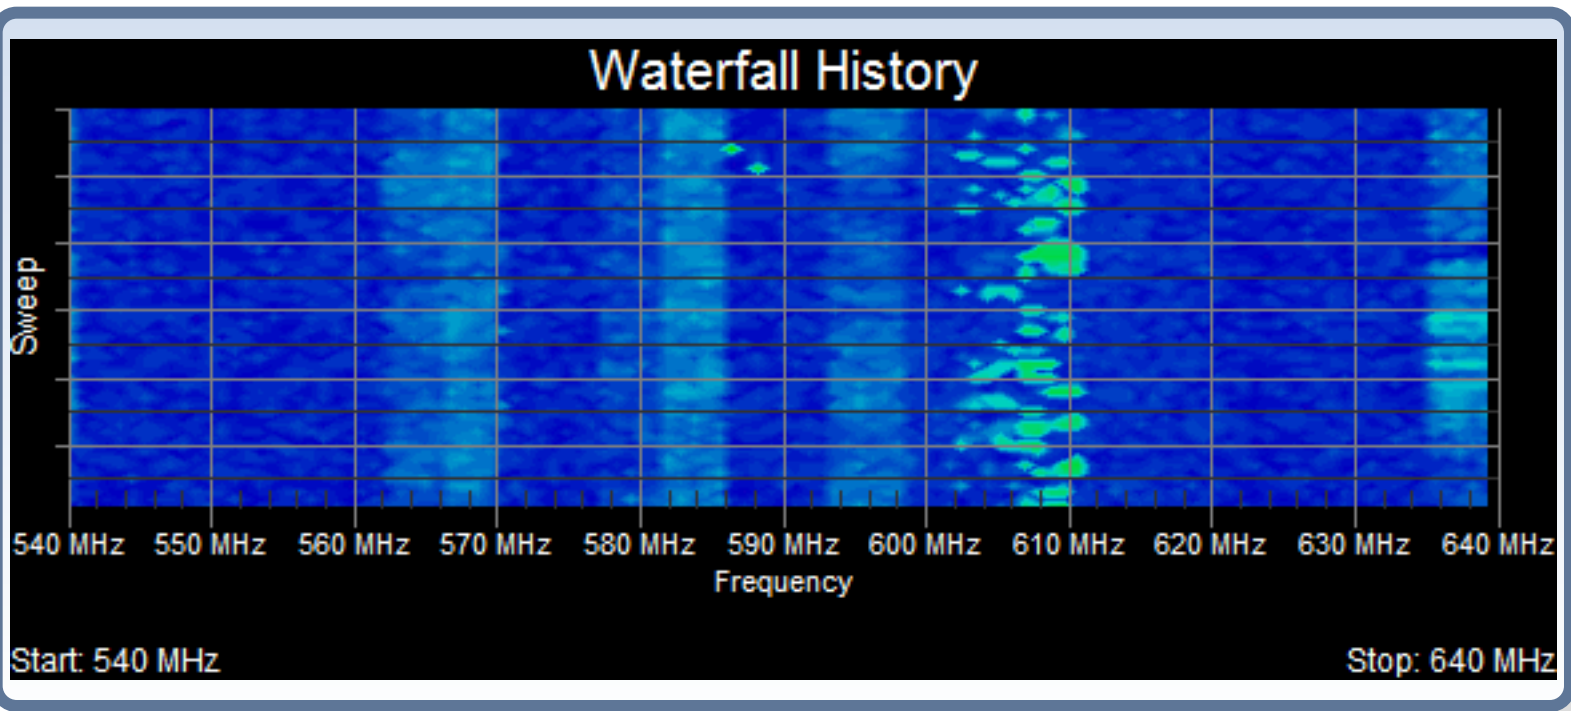 Waterfall History
Sweep
540 MHz 550 MHz 560 MHz 570 MHz 580 MHz 590 MHz 600 MHz 610 MHz 620 MHz 630 MHz 640 MHz
Frequency
Start: 540 MHz Stop: 640 MHz